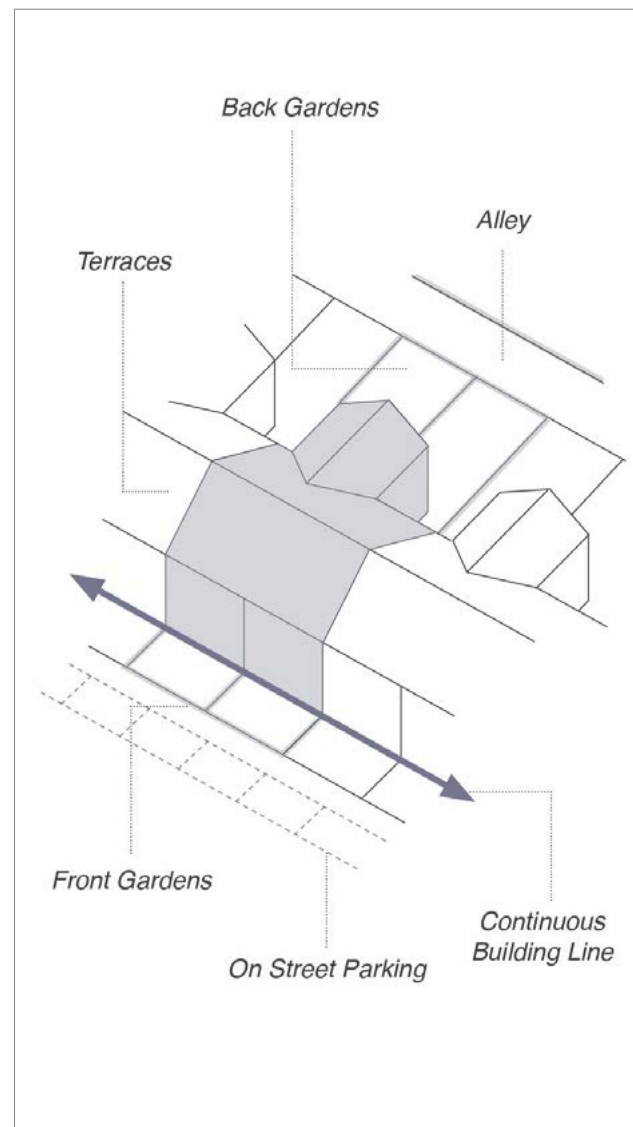 Back Gardens
Alley
Terraces
Front Gardens
On Street Parking
Continuous
Building Line